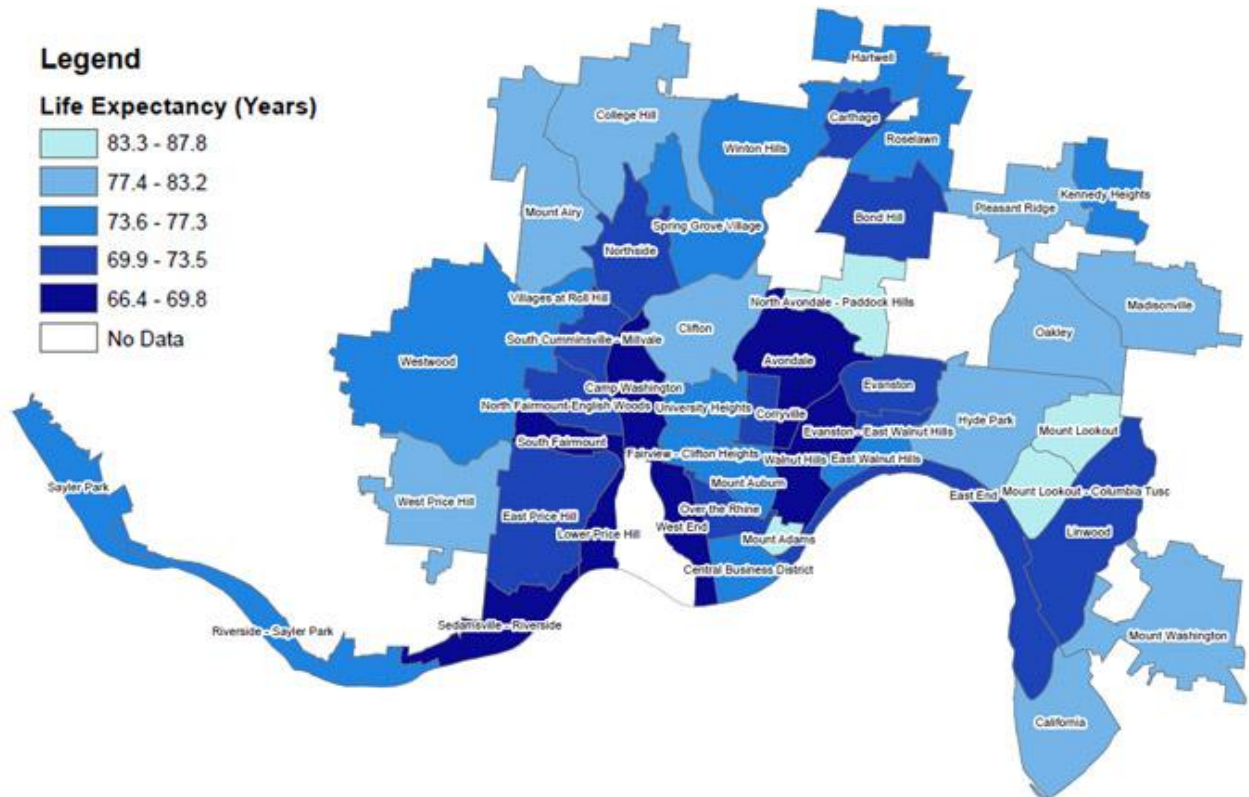 Legend
Life Expectancy (Years)
83.3 - 87.8
77.4 - 83.2
73.6 - 77.3
69.9 - 73.5
66.4 - 69.8
No Data
Hartwell
College Hill
Carthage
Winton Hills
Roselawn
Kennedy Heights
Mount Airy
Pleasant Ridge
Bond Hill
Spring Grove Village
Northside
Villages at Roll Hill
North Avondale - Paddock Hills
Madisonville
Clifton
Oakley
South Cumminsville - Millvale
Westwood
Avondale
Camp Washington
Evanston
North Fairmount-English Woods
University Heights
Corryville
Hyde Park
Mount Lookout
Evanston - East Walnut Hills
South Fairmount
Fairview - Clifton Heights
Walnut Hills
East Walnut Hills
Mount Auburn
Sayler Park
West Price Hill
East End
Mount Lookout - Columbia Tusc
Over the Rhine
East Price Hill
West End
Lower Price Hill
Mount Adams
Linwood
Central Business District
Sedamsville - Riverside
Riverside - Sayler Park
Mount Washington
California